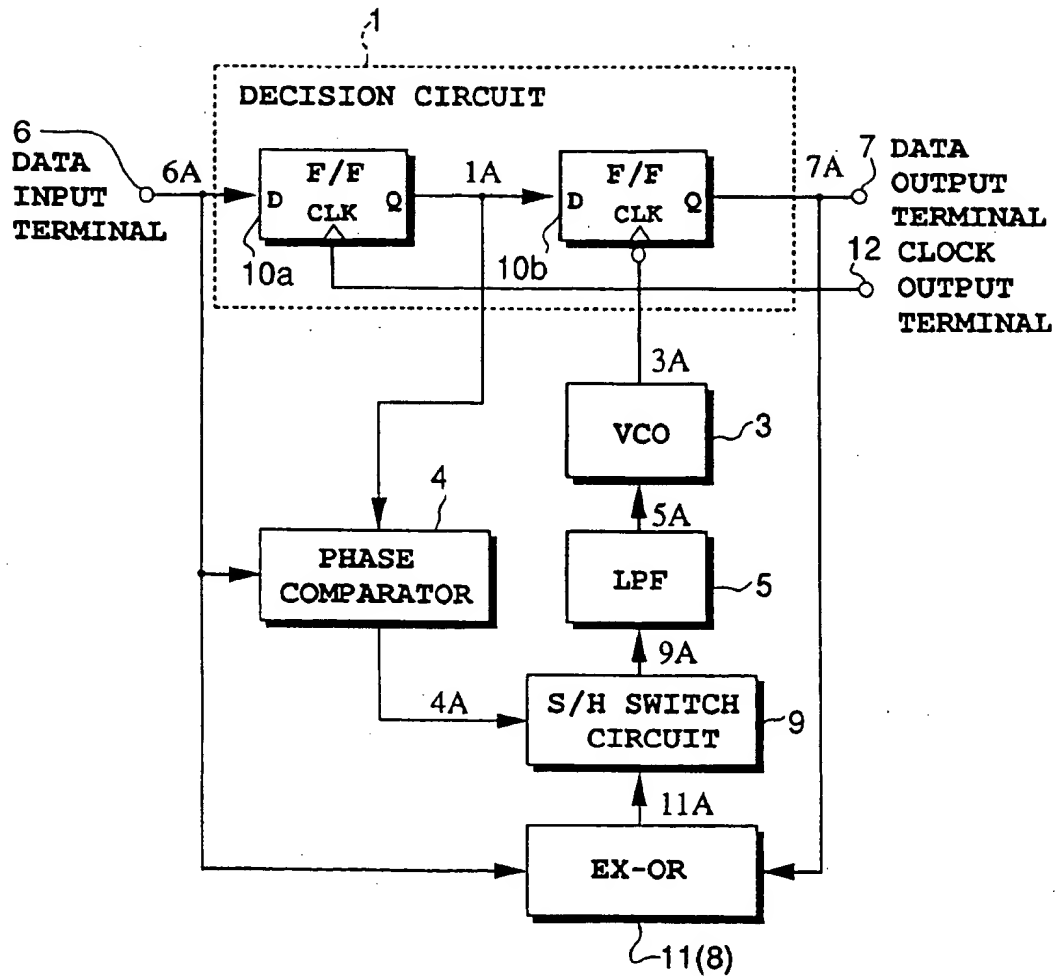 1
DECISION CIRCUIT
6
DATA
INPUT
TERMINAL
6A
F/F
D
Q
CLK
10a
1A
F/F
D
Q
CLK
10b
7A
7
DATA
OUTPUT
TERMINAL
12
CLOCK
OUTPUT
TERMINAL
3A
VCO
3
4
5A
PHASE
COMPARATOR
LPF
5
9A
4A
S/H SWITCH
CIRCUIT
9
11A
EX-OR
11(8)